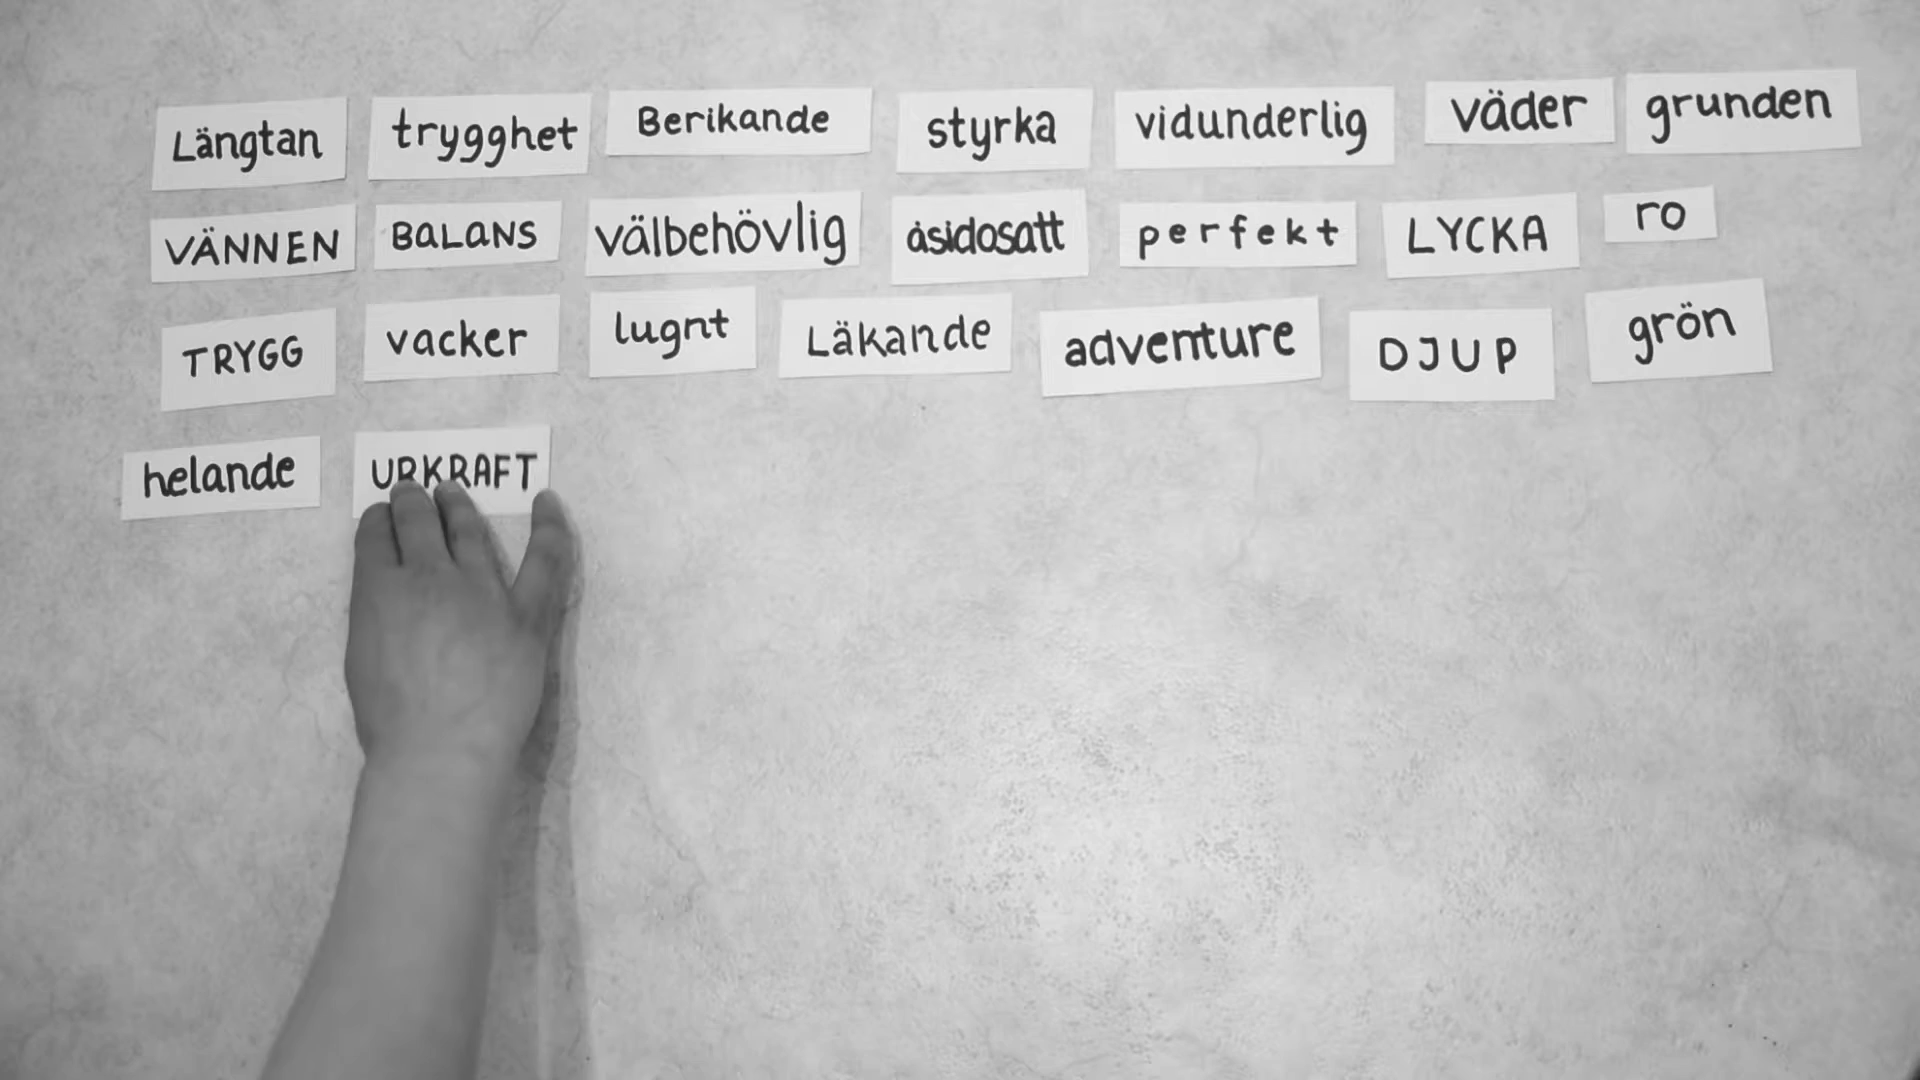 Längtan trygghet Berikande styrka vidunderlig väder grunden
VÄNNEN BALANS välbehövlig åsidosatt perfekt LYCKA ro
TRYGG vacker lugnt Läkande adventure DJUP grön
helande URKRAFT